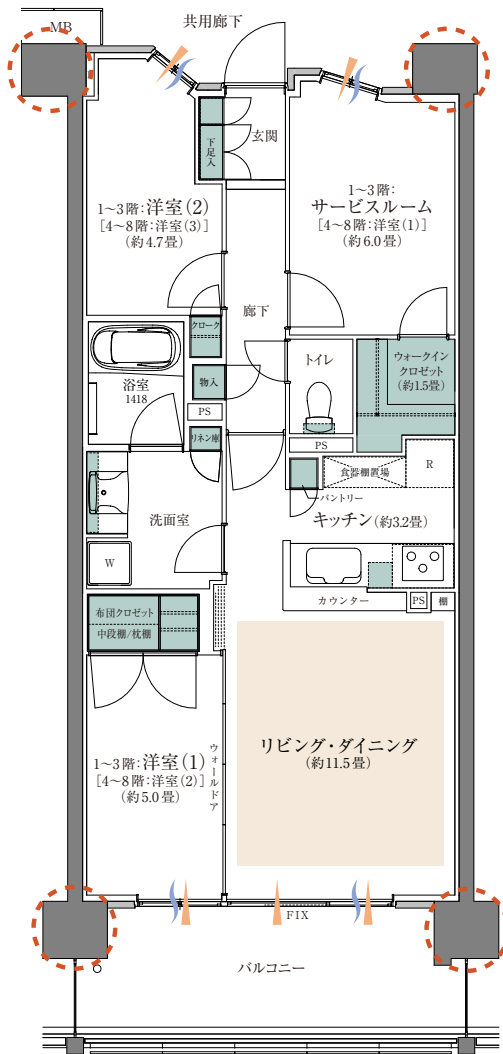 MB
共用廊下
下足入
玄関
1~3階:洋室(2)
[4~8階:洋室(3)]
(約4.7畳)
1~3階:
サービスルーム
[4~8階:洋室(1)]
(約6.0畳)
廊下
クローク
トイレ
ウォークイン
クロゼット
(約1.5畳)
浴室
1418
物入
PS
リネン庫
PS
食器棚置場
R
パントリー
キッチン(約3.2畳)
洗面室
W
カウンター
PS
棚
布団クロゼット
中段棚/枕棚
リビング・ダイニング
(約11.5畳)
1~3階:洋室(1)
[4~8階:洋室(2)]
(約5.0畳)
ウォールドア
FIX
バルコニー